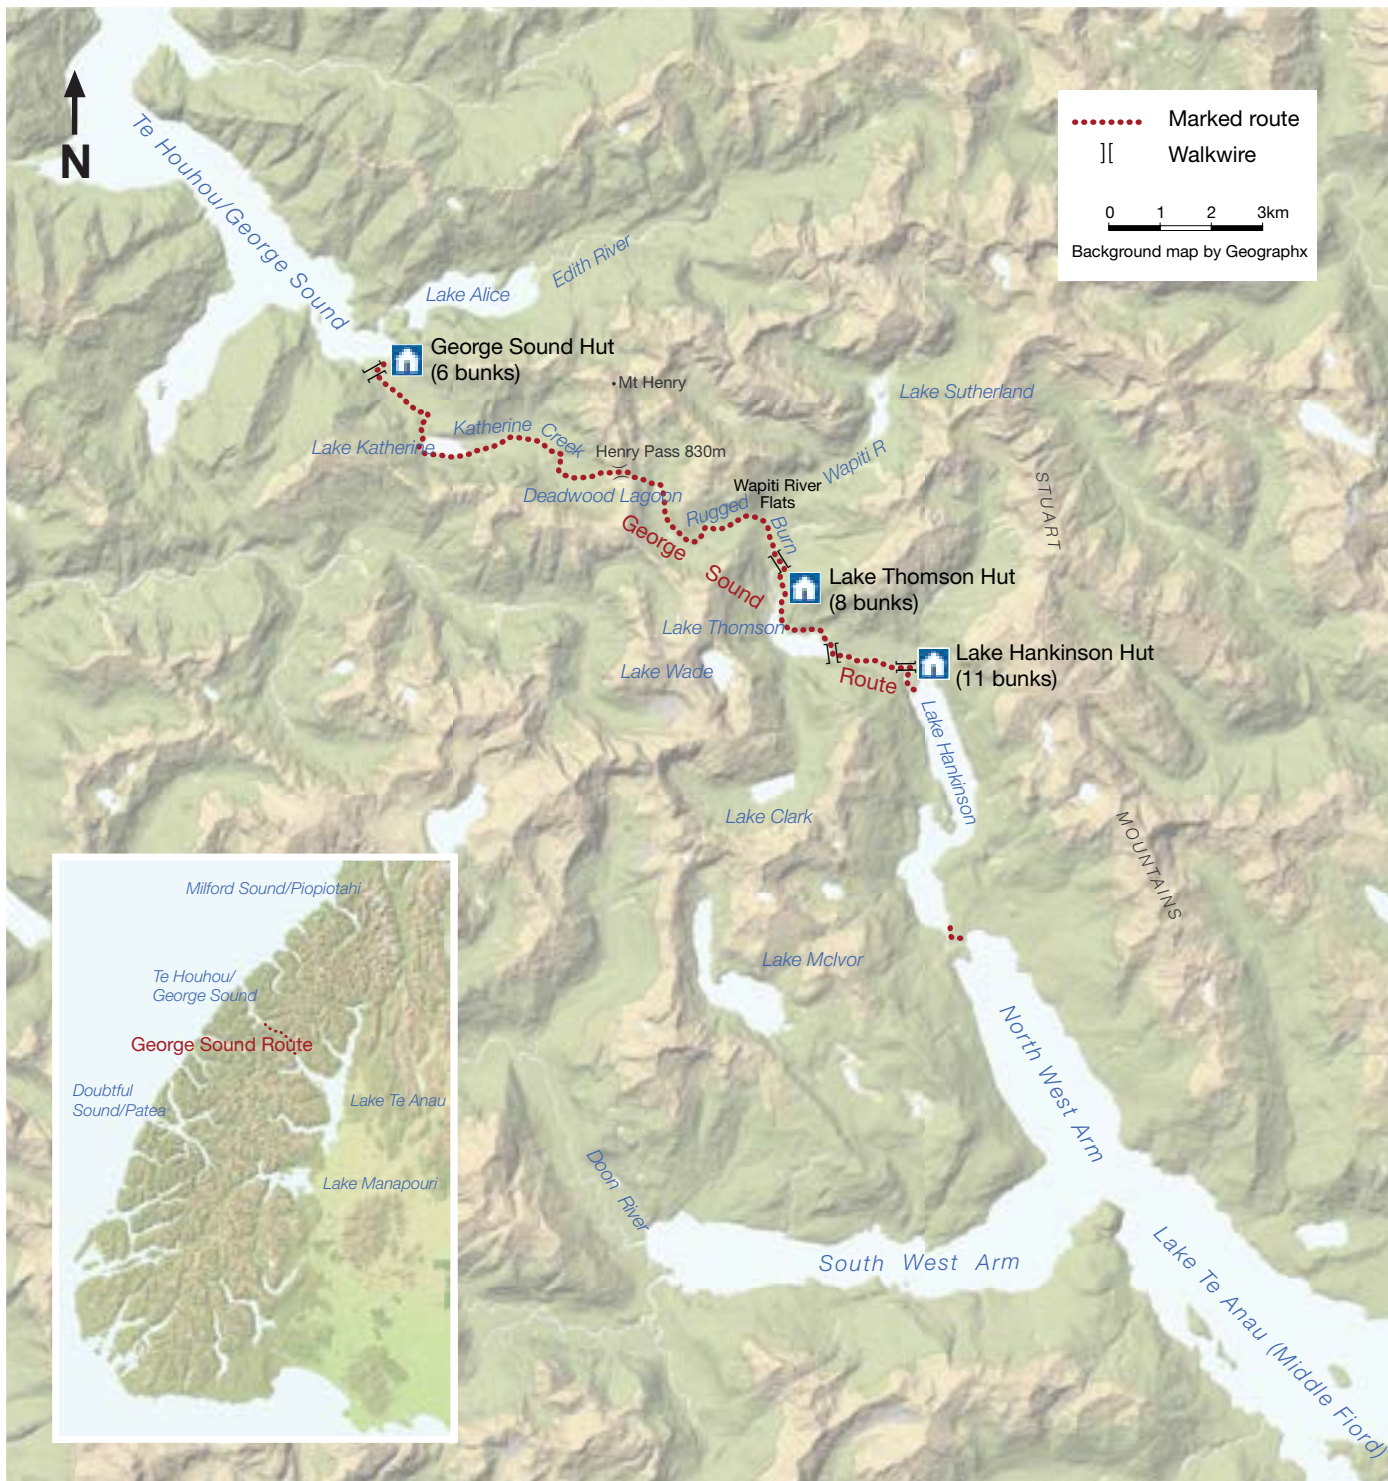 N
Te Houhou/George Sound
Marked route
Walkwire
0 1 2 3km
Background map by Geographx
Edith River
Lake Alice
George Sound Hut
(6 bunks)
Mt Henry
Lake Sutherland
Katherine Creek
Lake Katherine
Henry Pass 830m
Wapiti R
Deadwood Lagoon
Wapiti River
Flats
Rugged Burn
STUART
George Sound Route
Lake Thomson Hut
(8 bunks)
Lake Thomson
Lake Hankinson Hut
(11 bunks)
Lake Wade
Lake Hankinson
Lake Clark
MOUNTAINS
Lake McIvor
North West Arm
Doon River
South West Arm
Lake Te Anau (Middle Fiord)
Milford Sound/Piopiotahi
Te Houhou/
George Sound
George Sound Route
Doubtful
Sound/Patea
Lake Te Anau
Lake Manapouri